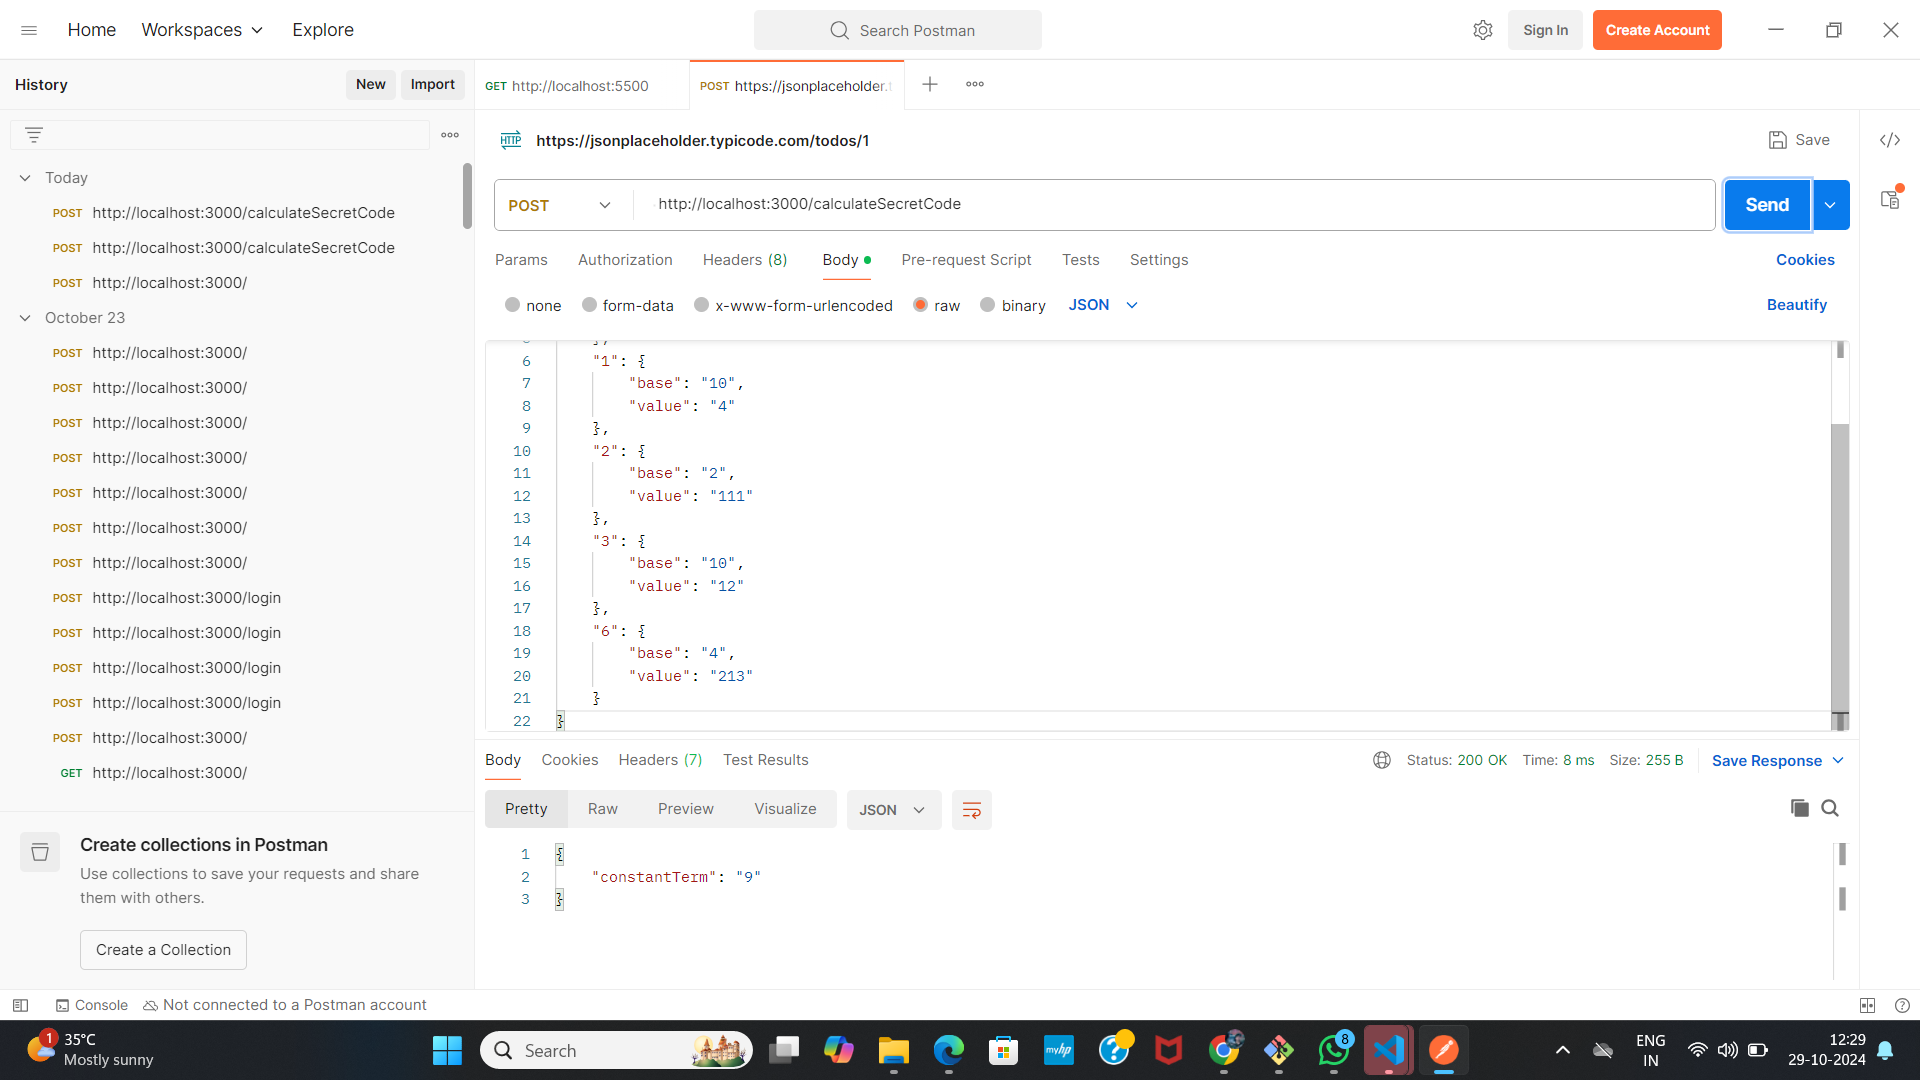 Home
Workspaces
Explore
Search Postman
Sign In
Create Account
History
New
Import
GET http://localhost:5500
POST https://jsonplaceholder.t
HTTP https://jsonplaceholder.typicode.com/todos/1
Save
Today
POST http://localhost:3000/calculateSecretCode
POST http://localhost:3000/calculateSecretCode
POST http://localhost:3000/
October 23
POST http://localhost:3000/
POST http://localhost:3000/
POST http://localhost:3000/
POST http://localhost:3000/
POST http://localhost:3000/
POST http://localhost:3000/
POST http://localhost:3000/
POST http://localhost:3000/login
POST http://localhost:3000/login
POST http://localhost:3000/login
POST http://localhost:3000/login
POST http://localhost:3000/
GET http://localhost:3000/
Create collections in Postman
Use collections to save your requests and share
them with others.
Create a Collection
POST
http://localhost:3000/calculateSecretCode
Send
Params
Authorization
Headers (8)
Body
Pre-request Script
Tests
Settings
Cookies
none
form-data
x-www-form-urlencoded
raw
binary
JSON
Beautify
6 "1": {
7 "base": "10",
8 "value": "4"
9 },
10 "2": {
11 "base": "2",
12 "value": "111"
13 },
14 "3": {
15 "base": "10",
16 "value": "12"
17 },
18 "6": {
19 "base": "4",
20 "value": "213"
21 }
22 }
Body
Cookies
Headers (7)
Test Results
Status: 200 OK
Time: 8 ms
Size: 255 B
Save Response
Pretty
Raw
Preview
Visualize
JSON
1 {
2 "constantTerm": "9"
3 }
Console
Not connected to a Postman account
1
35°C
Mostly sunny
Search
myhp
8
ENG
IN
12:29
29-10-2024